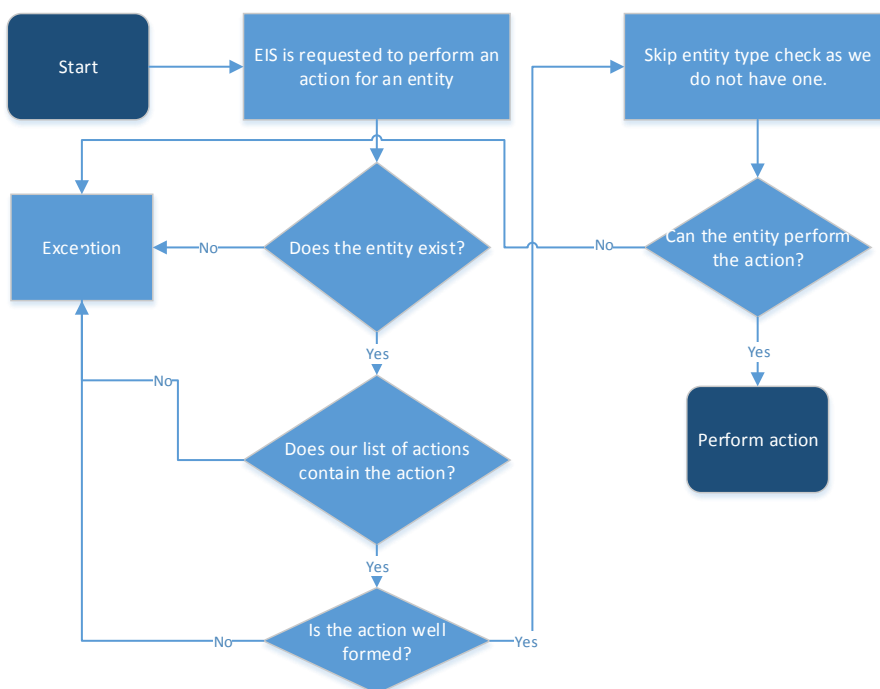 Start
EIS is requested to perform an
action for an entity
Skip entity type check as we
do not have one.
Exception
No
Does the entity exist?
No
Can the entity perform
the action?
Yes
Yes
No
Does our list of actions
contain the action?
Perform action
Yes
No
Is the action well
formed?
Yes